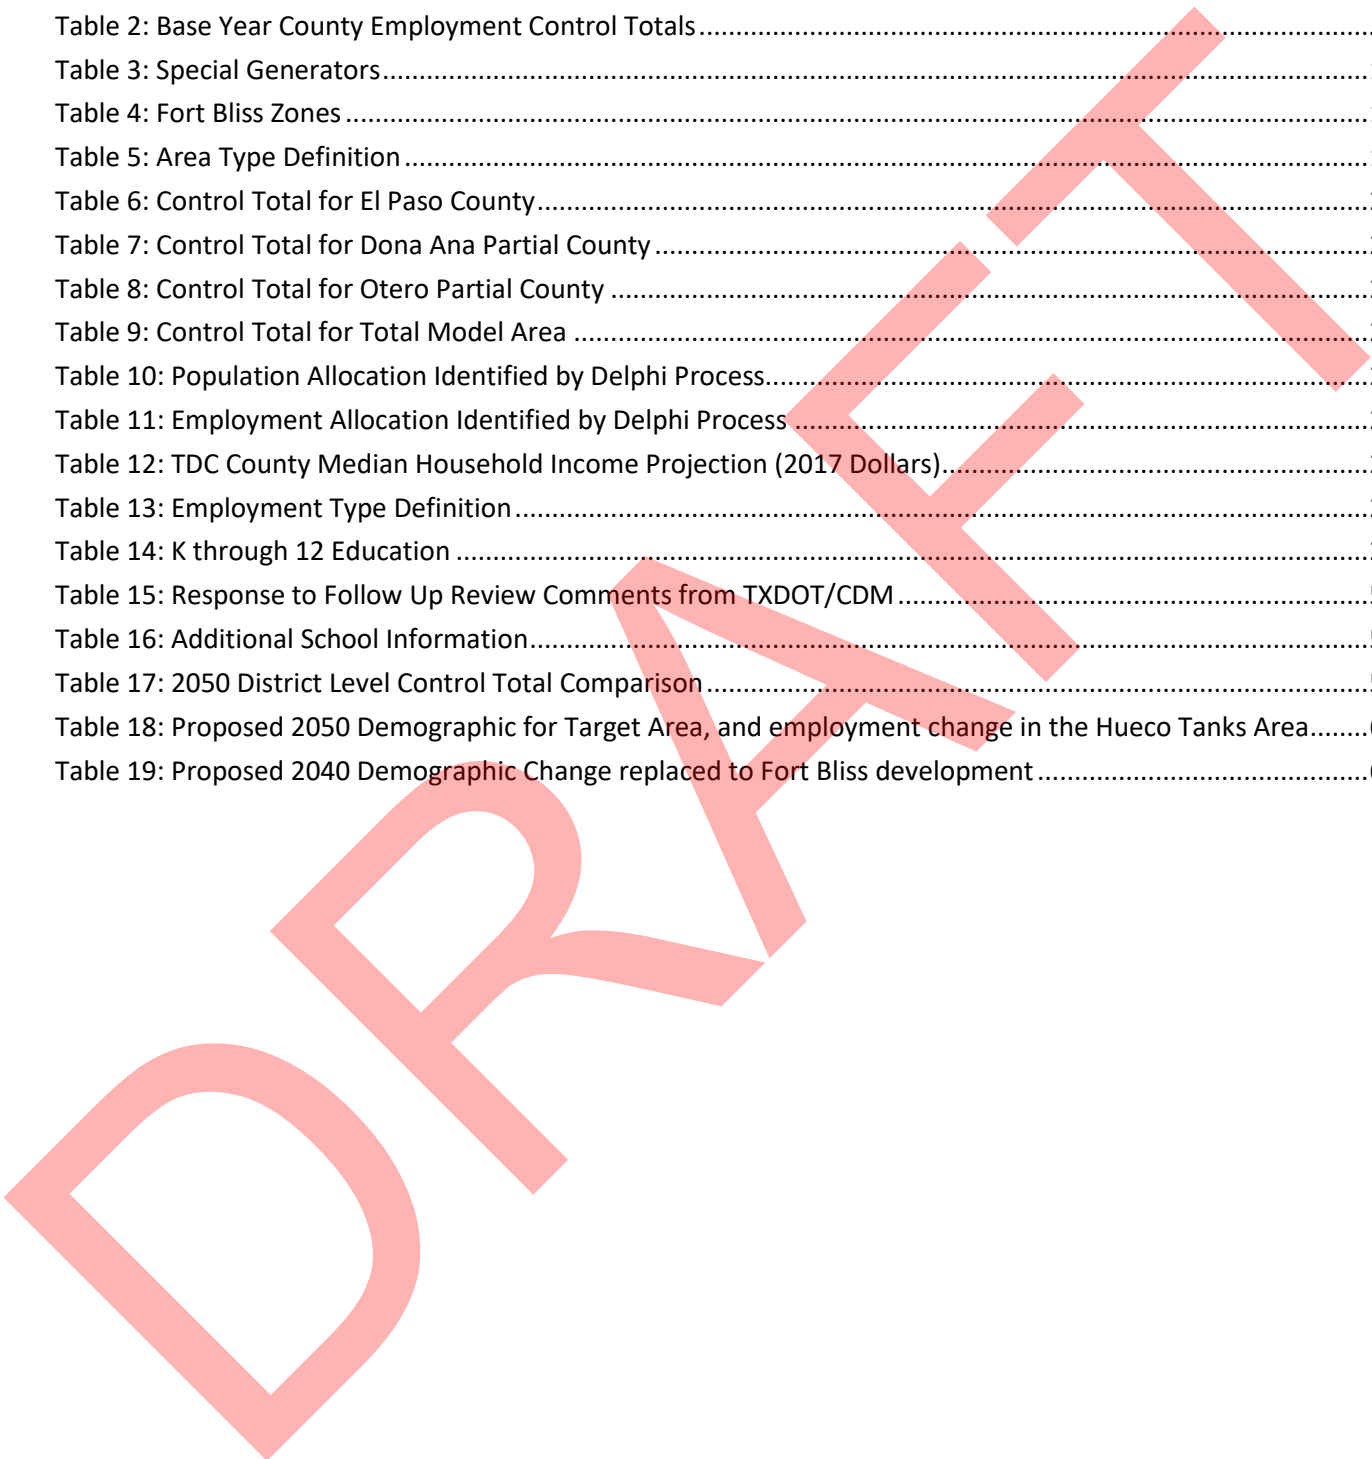 Table 2: Base Year County Employment Control Totals
Table 3: Special Generators
Table 4: Fort Bliss Zones
Table 5: Area Type Definition
Table 6: Control Total for El Paso County
Table 7: Control Total for Dona Ana Partial County
Table 8: Control Total for Otero Partial County
Table 9: Control Total for Total Model Area
Table 10: Population Allocation Identified by Delphi Process
Table 11: Employment Allocation Identified by Delphi Process
Table 12: TDC County Median Household Income Projection (2017 Dollars)
Table 13: Employment Type Definition
Table 14: K through 12 Education
Table 15: Response to Follow Up Review Comments from TXDOT/CDM
Table 16: Additional School Information
Table 17: 2050 District Level Control Total Comparison
Table 18: Proposed 2050 Demographic for Target Area, and employment change in the Hueco Tanks Area
Table 19: Proposed 2040 Demographic Change replaced to Fort Bliss development
DRAFT